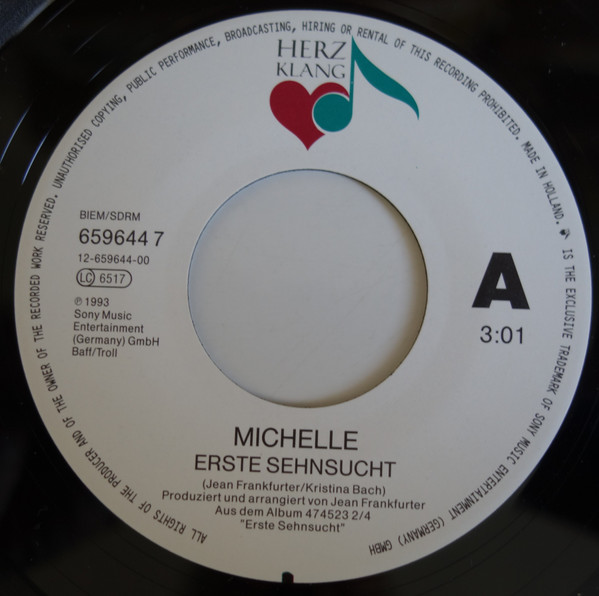 ALL RIGHTS OF THE PRODUCER AND OF THE OWNER OF THE RECORDED WORK RESERVED. UNAUTHORISED COPYING, PUBLIC PERFORMANCE, BROADCASTING, HIRING OR RENTAL OF THIS RECORDING PROHIBITED. MADE IN HOLLAND. IS THE EXCLUSIVE TRADEMARK OF SONY MUSIC ENTERTAINMENT (GERMANY) GMBH
HERZ
KLANG
BIEM/SDRM
659644 7
12-659644-00
LC 6517
℗ 1993
Sony Music
Entertainment
(Germany) GmbH
Baff/Troll
A
3:01
MICHELLE
ERSTE SEHNSUCHT
(Jean Frankfurter/Kristina Bach)
Produziert und arrangiert von Jean Frankfurter
Aus dem Album 474523 2/4
"Erste Sehnsucht"